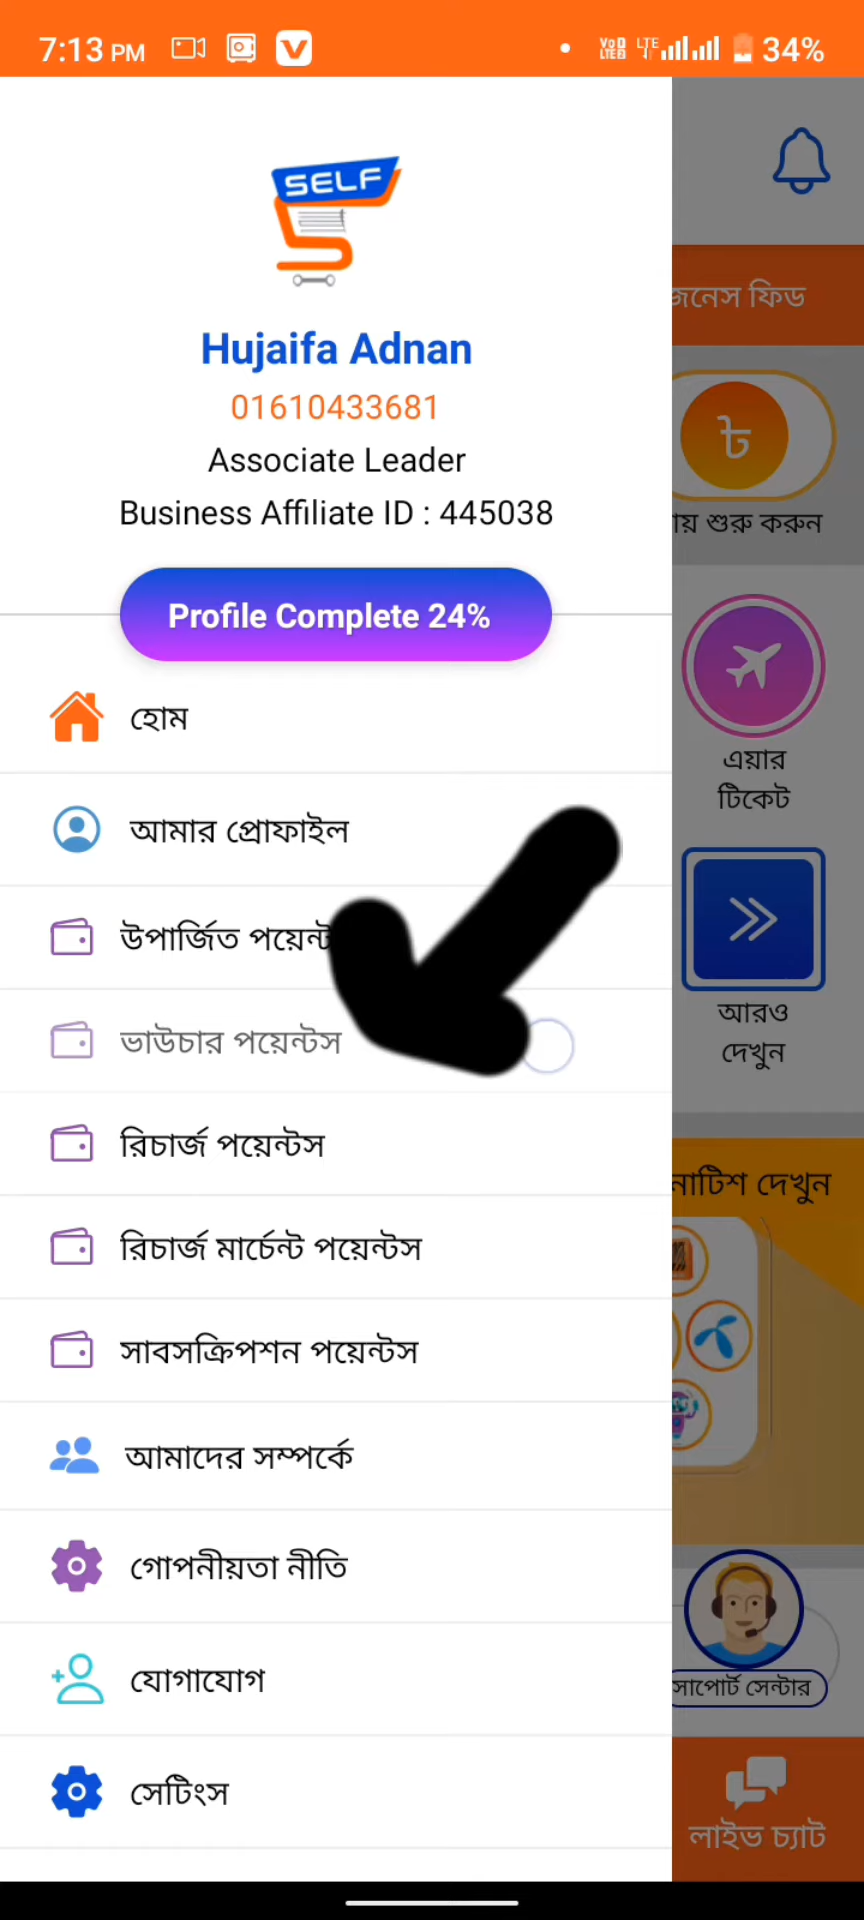 7:13 PM
34%
SELF
Hujaifa Adnan
01610433681
Associate Leader
Business Affiliate ID : 445038
Profile Complete 24%
হোম
আমার প্রোফাইল
উপার্জিত
ভাউচার পয়েন্টস
রিচার্জ পয়েন্টস
রিচার্জ মার্চেন্ট পয়েন্টস
সাবসক্রিপশন পয়েন্টস
আমাদের সম্পর্কে
গোপনীয়তা নীতি
যোগাযোগ
সেটিংস
ফিড
৳
শুরু করুন
এয়ার
টিকেট
আরও
দেখুন
দেখুন
সাপোর্ট সেন্টার
লাইভ চ্যাট